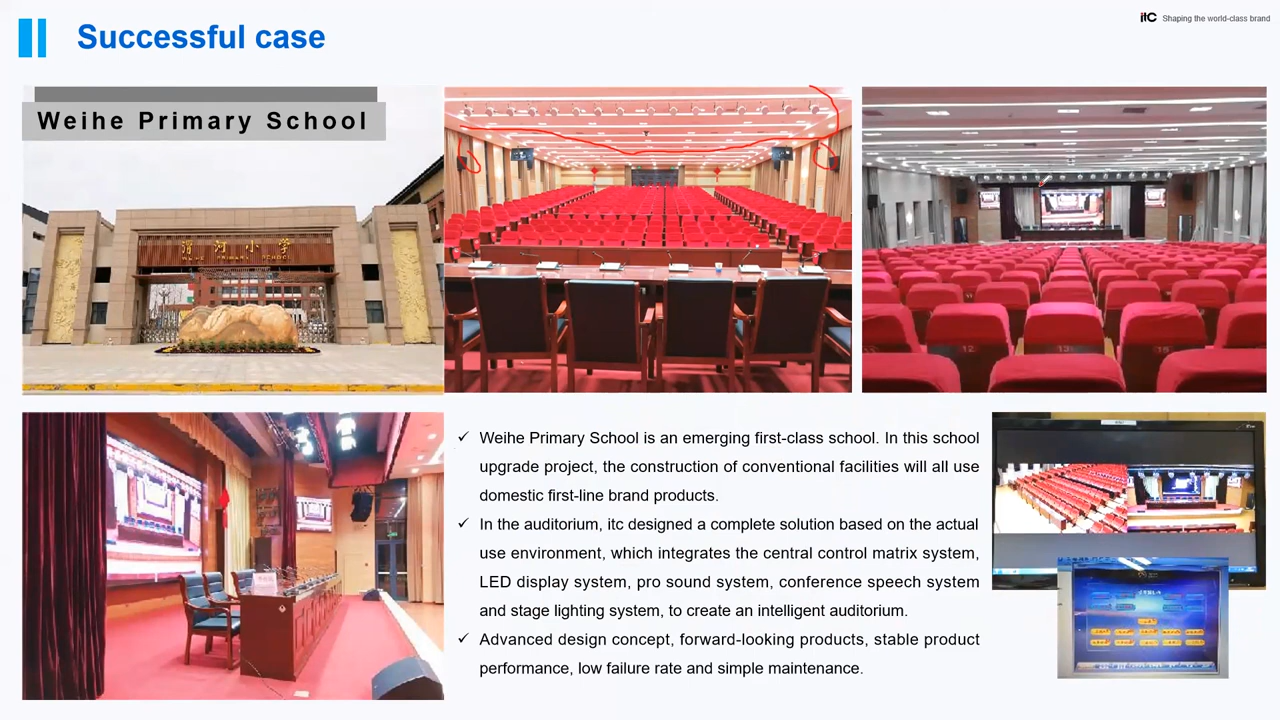 Successful case
itC Shaping the world-class brand
Weihe Primary School
渭河小学
WEIHE PRIMARY SCHOOL
✓ Weihe Primary School is an emerging first-class school. In this school
upgrade project, the construction of conventional facilities will all use
domestic first-line brand products.
✓ In the auditorium, itc designed a complete solution based on the actual
use environment, which integrates the central control matrix system,
LED display system, pro sound system, conference speech system
and stage lighting system, to create an intelligent auditorium.
✓ Advanced design concept, forward-looking products, stable product
performance, low failure rate and simple maintenance.